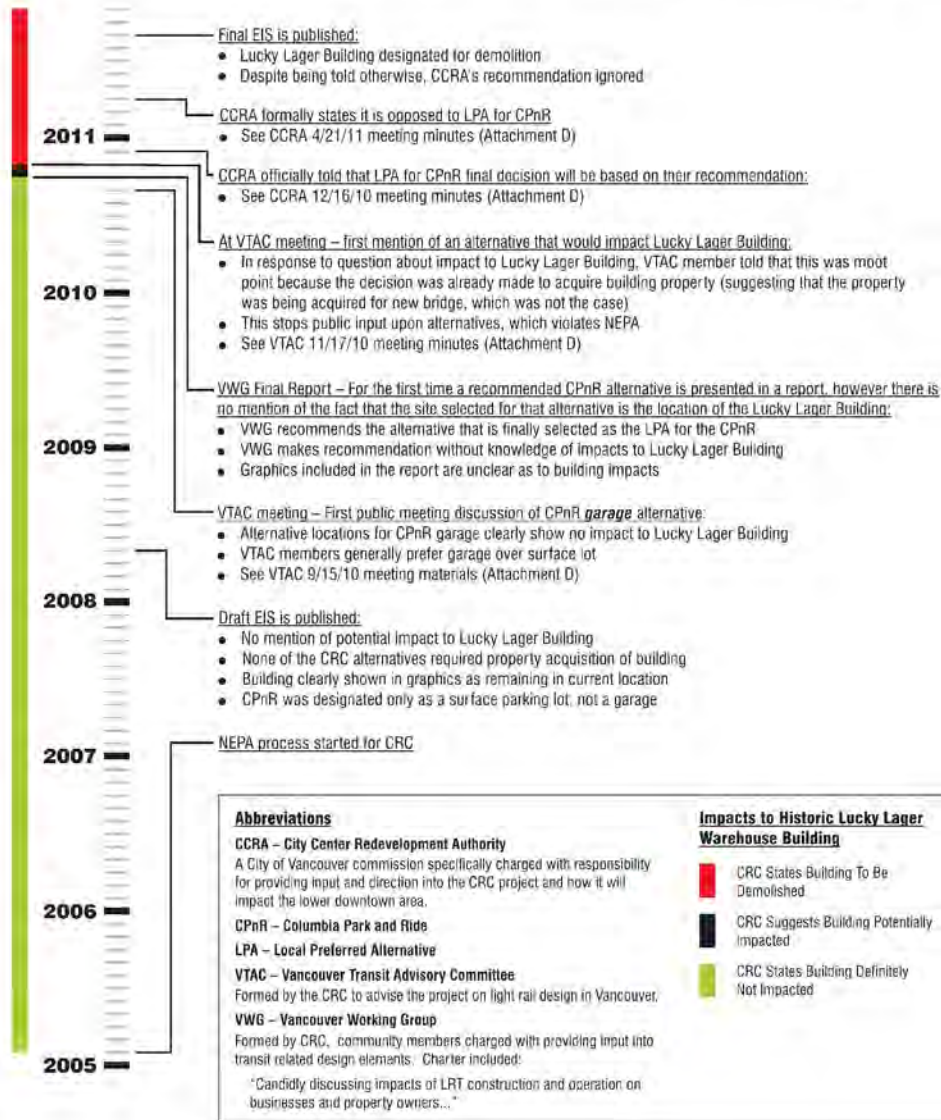 Final EIS is published:
• Lucky Lager Building designated for demolition
• Despite being told otherwise, CCRA's recommendation ignored
CCRA formally states it is opposed to LPA for CPnR
• See CCRA 4/21/11 meeting minutes (Attachment D)
2011
CCRA officially told that LPA for CPnR final decision will be based on their recommendation:
• See CCRA 12/16/10 meeting minutes (Attachment D)
At VTAC meeting – first mention of an alternative that would impact Lucky Lager Building:
• In response to question about impact to Lucky Lager Building, VTAC member told that this was moot
point because the decision was already made to acquire building property (suggesting that the property
was being acquired for new bridge, which was not the case)
• This stops public input upon alternatives, which violates NEPA
• See VTAC 11/17/10 meeting minutes (Attachment D)
2010
VWG Final Report – For the first time a recommended CPnR alternative is presented in a report, however there is
no mention of the fact that the site selected for that alternative is the location of the Lucky Lager Building:
• VWG recommends the alternative that is finally selected as the LPA for the CPnR
• VWG makes recommendation without knowledge of impacts to Lucky Lager Building
• Graphics included in the report are unclear as to building impacts
2009
VTAC meeting – First public meeting discussion of CPnR garage alternative:
• Alternative locations for CPnR garage clearly show no impact to Lucky Lager Building
• VTAC members generally prefer garage over surface lot
• See VTAC 9/15/10 meeting materials (Attachment D)
2008
Draft EIS is published:
• No mention of potential impact to Lucky Lager Building
• None of the CRC alternatives required property acquisition of building
• Building clearly shown in graphics as remaining in current location
• CPnR was designated only as a surface parking lot, not a garage
NEPA process started for CRC
2007
2006
2005
Abbreviations
CCRA – City Center Redevelopment Authority
A City of Vancouver commission specifically charged with responsibility
for providing input and direction into the CRC project and how it will
impact the lower downtown area.
CPnR – Columbia Park and Ride
LPA – Local Preferred Alternative
VTAC – Vancouver Transit Advisory Committee
Formed by the CRC to advise the project on light rail design in Vancouver.
VWG – Vancouver Working Group
Formed by CRC, community members charged with providing input into
transit related design elements. Charter included:
"Candidly discussing impacts of LRT construction and operation on
businesses and property owners..."
Impacts to Historic Lucky Lager
Warehouse Building
CRC States Building To Be
Demolished
CRC Suggests Building Potentially
Impacted
CRC States Building Definitely
Not Impacted